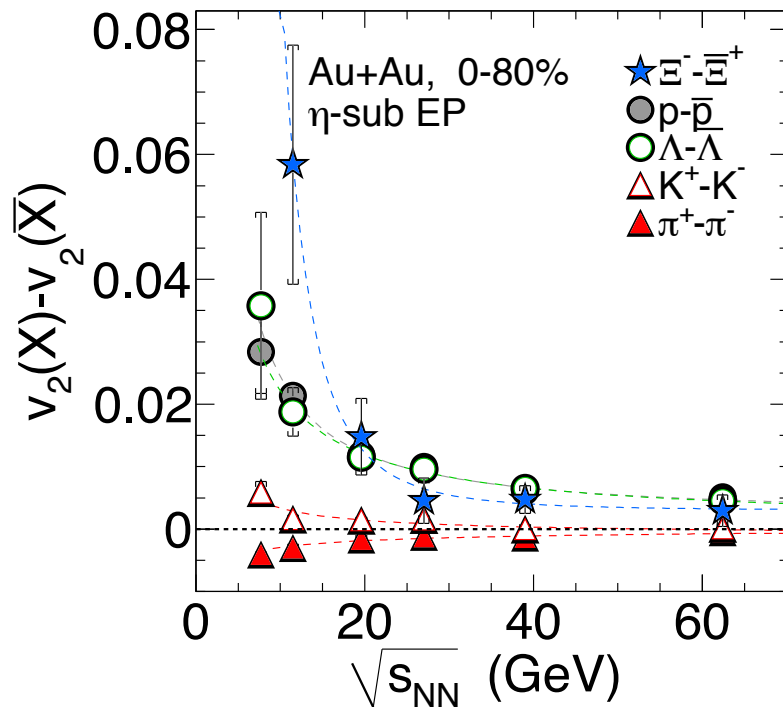 Au+Au, 0-80%
η-sub EP
Ξ⁻-Ξ̅⁺
p-p̅
Λ-Λ̅
K⁺-K⁻
π⁺-π⁻
v₂(X)-v₂(X̅)
0.08
0.06
0.04
0.02
0
0
20
40
60
√s_NN (GeV)